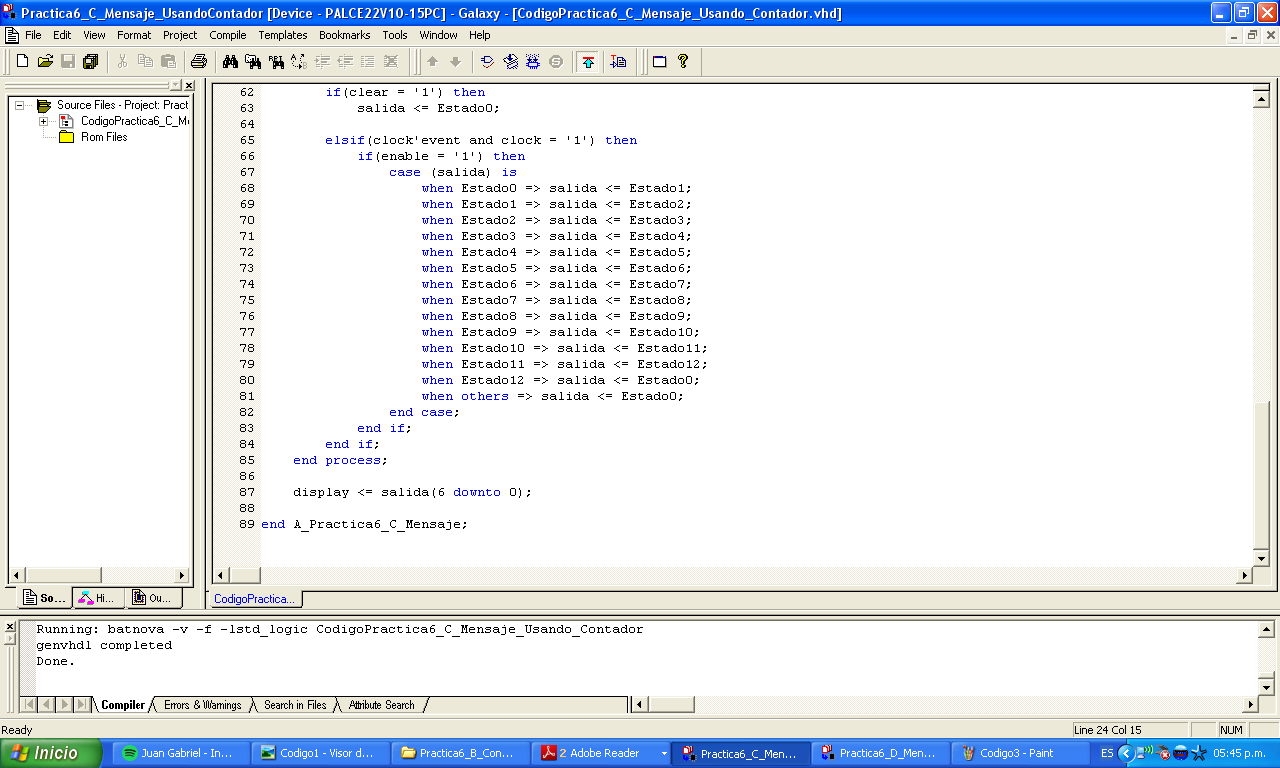 Practica6_C_Mensaje_UsandoContador [Device - PALCE22V10-15PC] - Galaxy - [CodigoPractica6_C_Mensaje_Usando_Contador.vhd]
File Edit View Format Project Compile Templates Bookmarks Tools Window Help
Source Files - Project: Pract
CodigoPractica6_C_Me
Rom Files
62 if(clear = '1') then
63 salida <= Estado0;
64
65 elsif(clock'event and clock = '1') then
66 if(enable = '1') then
67 case (salida) is
68 when Estado0 => salida <= Estado1;
69 when Estado1 => salida <= Estado2;
70 when Estado2 => salida <= Estado3;
71 when Estado3 => salida <= Estado4;
72 when Estado4 => salida <= Estado5;
73 when Estado5 => salida <= Estado6;
74 when Estado6 => salida <= Estado7;
75 when Estado7 => salida <= Estado8;
76 when Estado8 => salida <= Estado9;
77 when Estado9 => salida <= Estado10;
78 when Estado10 => salida <= Estado11;
79 when Estado11 => salida <= Estado12;
80 when Estado12 => salida <= Estado0;
81 when others => salida <= Estado0;
82 end case;
83 end if;
84 end if;
85 end process;
86
87 display <= salida(6 downto 0);
88
89 end A_Practica6_C_Mensaje;
So... Hi... Ou...
CodigoPractica...
Running: batnova -v -f -lstd_logic CodigoPractica6_C_Mensaje_Usando_Contador
genvhdl completed
Done.
Compiler Errors & Warnings Search in Files Attribute Search
Ready
Line 24 Col 15 NUM
Inicio Juan Gabriel - In... Codigo1 - Visor d... Practica6_B_Con... 2 Adobe Reader Practica6_C_Men... Practica6_D_Men... Codigo3 - Paint ES 05:45 p.m.